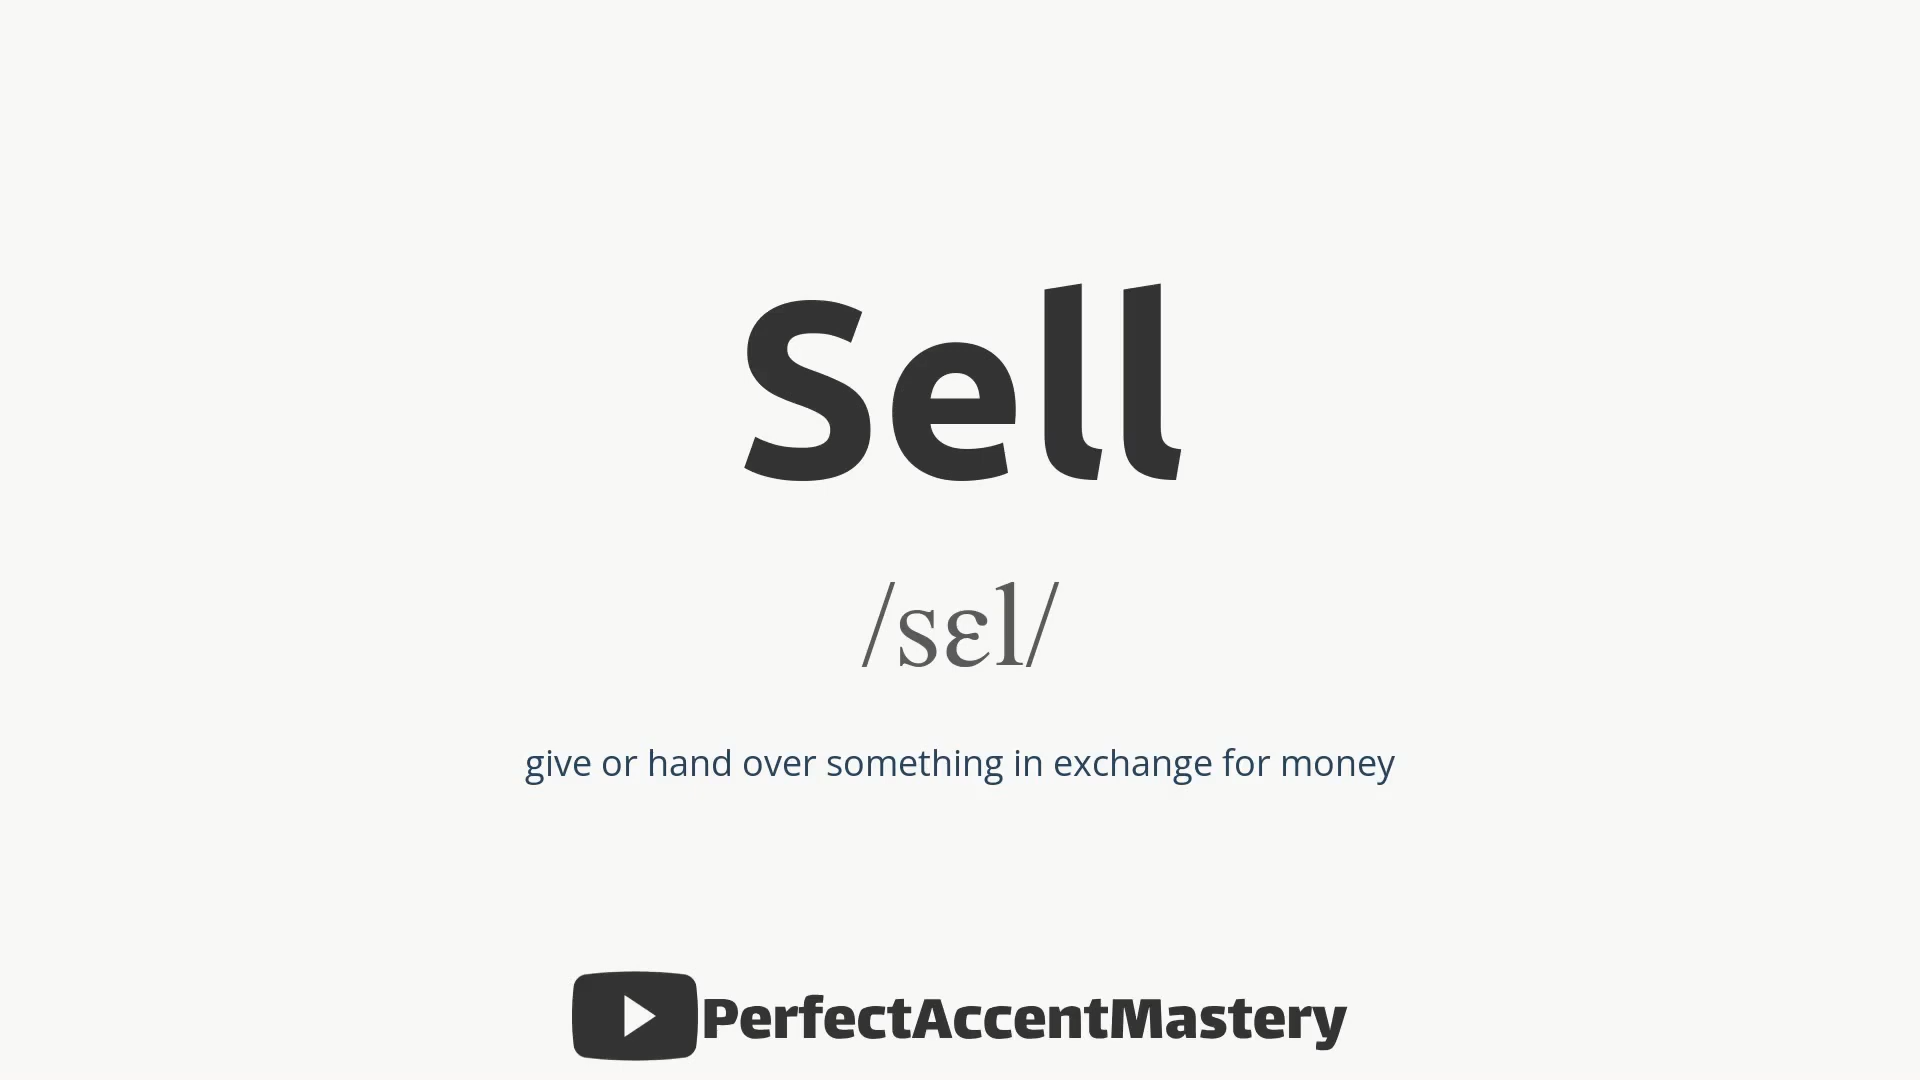 Sell
/sɛl/
give or hand over something in exchange for money
PerfectAccentMastery